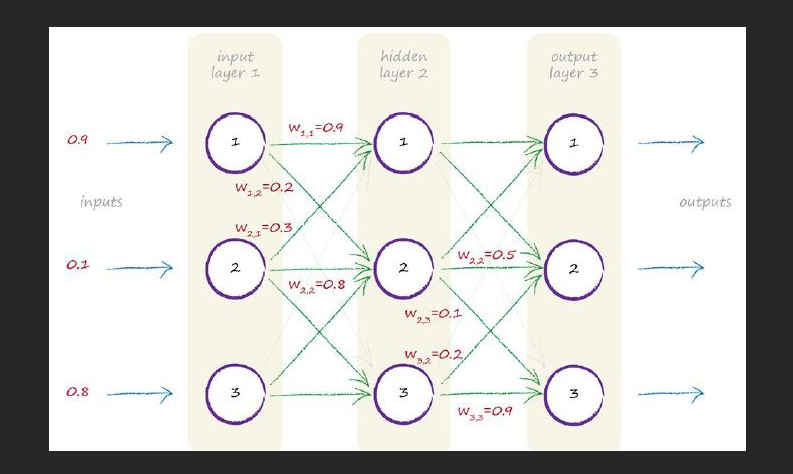 input
layer 1
hidden
layer 2
output
layer 3
0.9
1
w1,1=0.9
1
1
w1,2=0.2
inputs
outputs
w2,1=0.3
0.1
2
w2,2=0.8
2
w2,2=0.5
2
w2,3=0.1
w3,2=0.2
0.8
3
3
w3,3=0.9
3